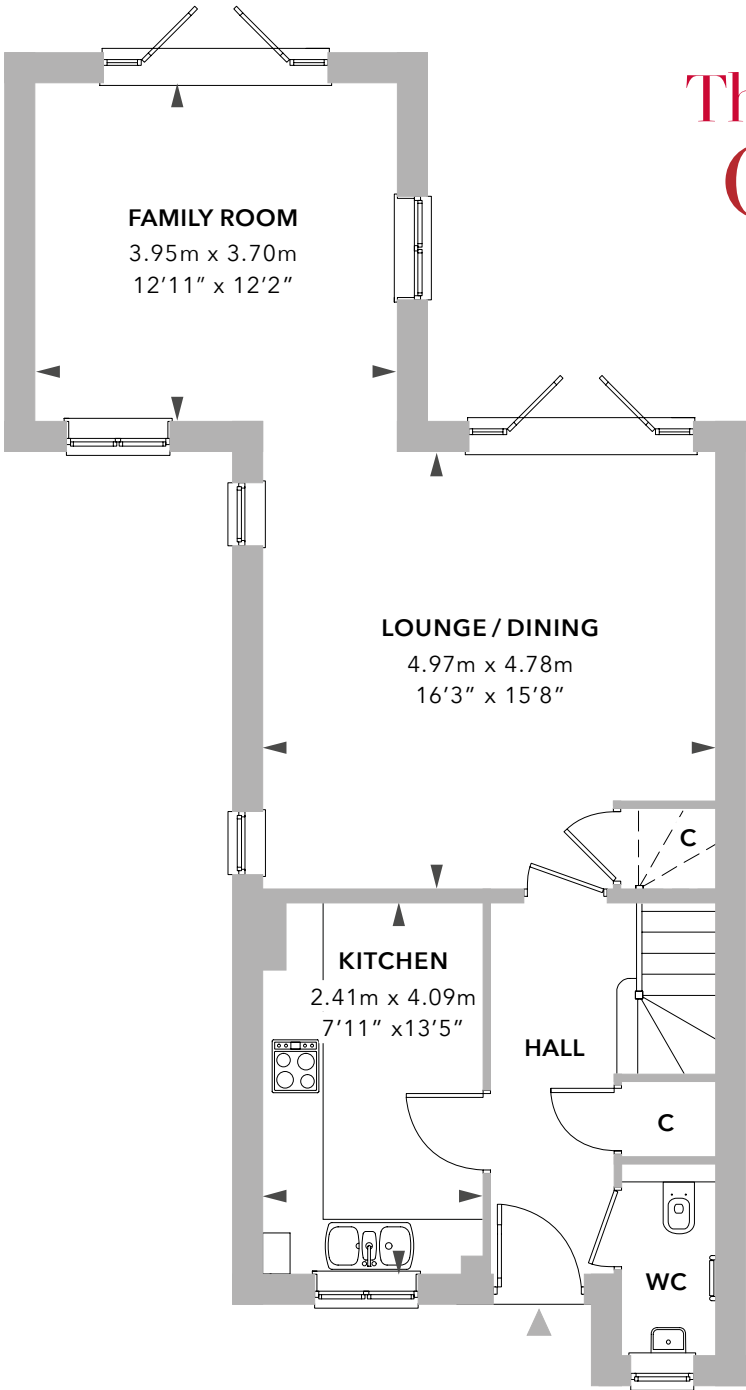 Th
FAMILY ROOM
3.95m x 3.70m
12’11” x 12’2”
LOUNGE / DINING
4.97m x 4.78m
16’3” x 15’8”
C
KITCHEN
2.41m x 4.09m
7’11” x13’5”
HALL
C
WC